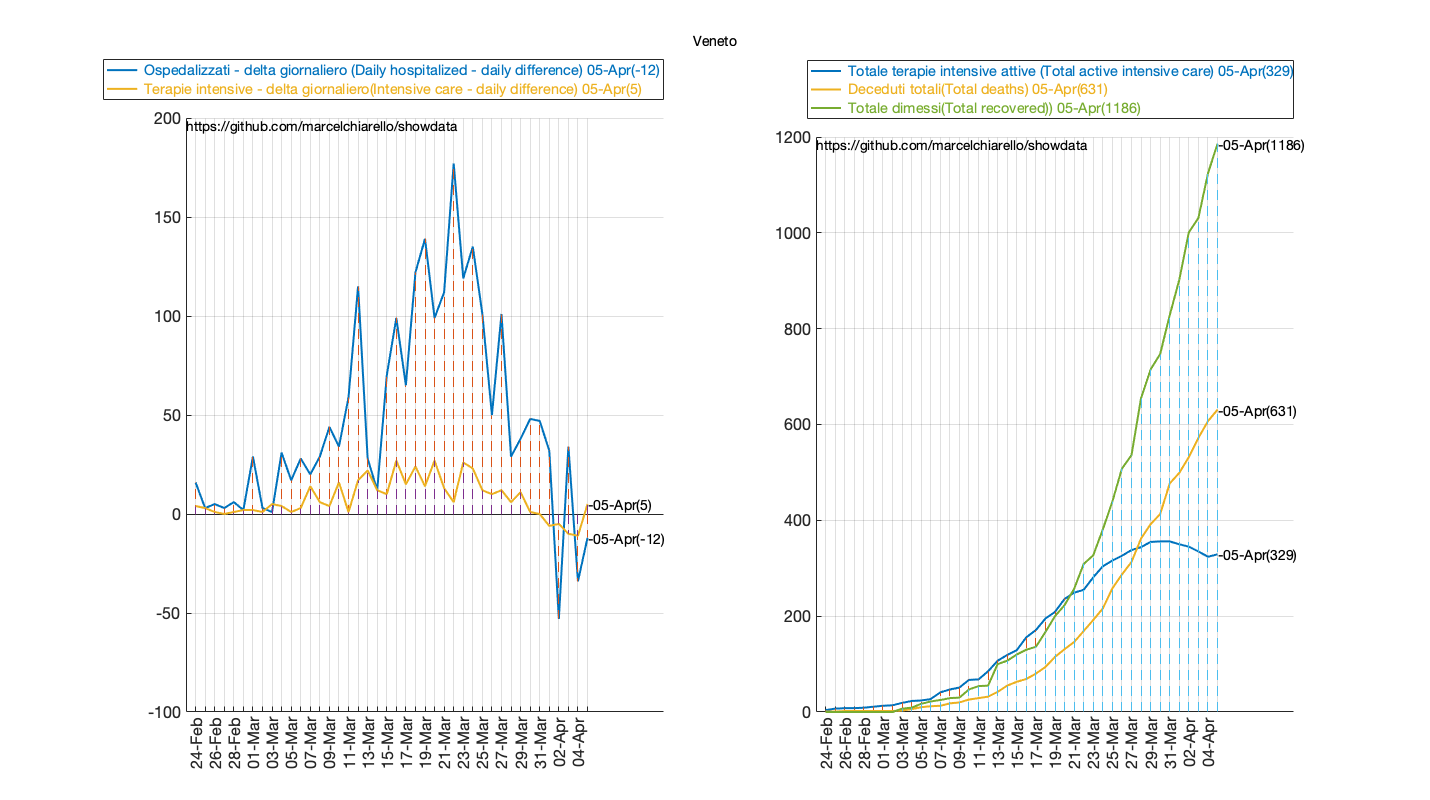 Veneto
Ospedalizzati - delta giornaliero (Daily hospitalized - daily difference) 05-Apr(-12)
Terapie intensive - delta giornaliero(Intensive care - daily difference) 05-Apr(5)
https://github.com/marcelchiarello/showdata
200
150
100
50
0
-50
-100
-05-Apr(5)
-05-Apr(-12)
24-Feb
26-Feb
28-Feb
01-Mar
03-Mar
05-Mar
07-Mar
09-Mar
11-Mar
13-Mar
15-Mar
17-Mar
19-Mar
21-Mar
23-Mar
25-Mar
27-Mar
29-Mar
31-Mar
02-Apr
04-Apr
Totale terapie intensive attive (Total active intensive care) 05-Apr(329)
Deceduti totali(Total deaths) 05-Apr(631)
Totale dimessi(Total recovered)) 05-Apr(1186)
https://github.com/marcelchiarello/showdata
1200
1000
800
600
400
200
0
-05-Apr(1186)
-05-Apr(631)
-05-Apr(329)
24-Feb
26-Feb
28-Feb
01-Mar
03-Mar
05-Mar
07-Mar
09-Mar
11-Mar
13-Mar
15-Mar
17-Mar
19-Mar
21-Mar
23-Mar
25-Mar
27-Mar
29-Mar
31-Mar
02-Apr
04-Apr